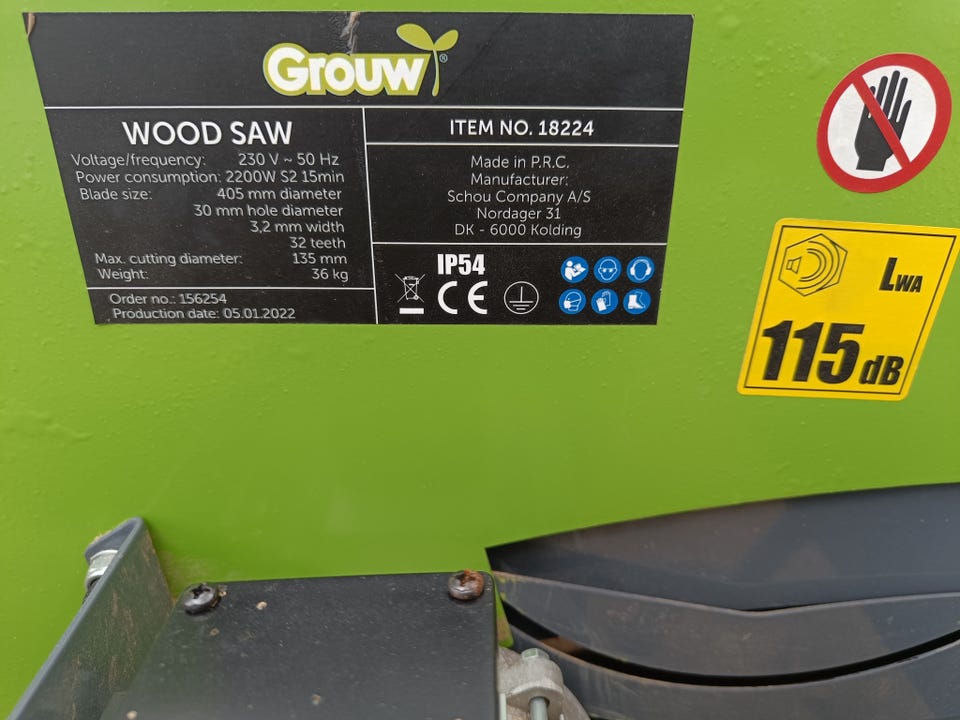 Grouw®
WOOD SAW
Voltage/frequency: 230 V ~ 50 Hz
Power consumption: 2200W S2 15min
Blade size: 405 mm diameter
30 mm hole diameter
3,2 mm width
32 teeth
Max. cutting diameter: 135 mm
Weight: 36 kg
Order no.: 156254
Production date: 05.01.2022
ITEM NO. 18224
Made in P.R.C.
Manufacturer:
Schou Company A/S
Nordager 31
DK - 6000 Kolding
IP54
CE
LWA
115 dB